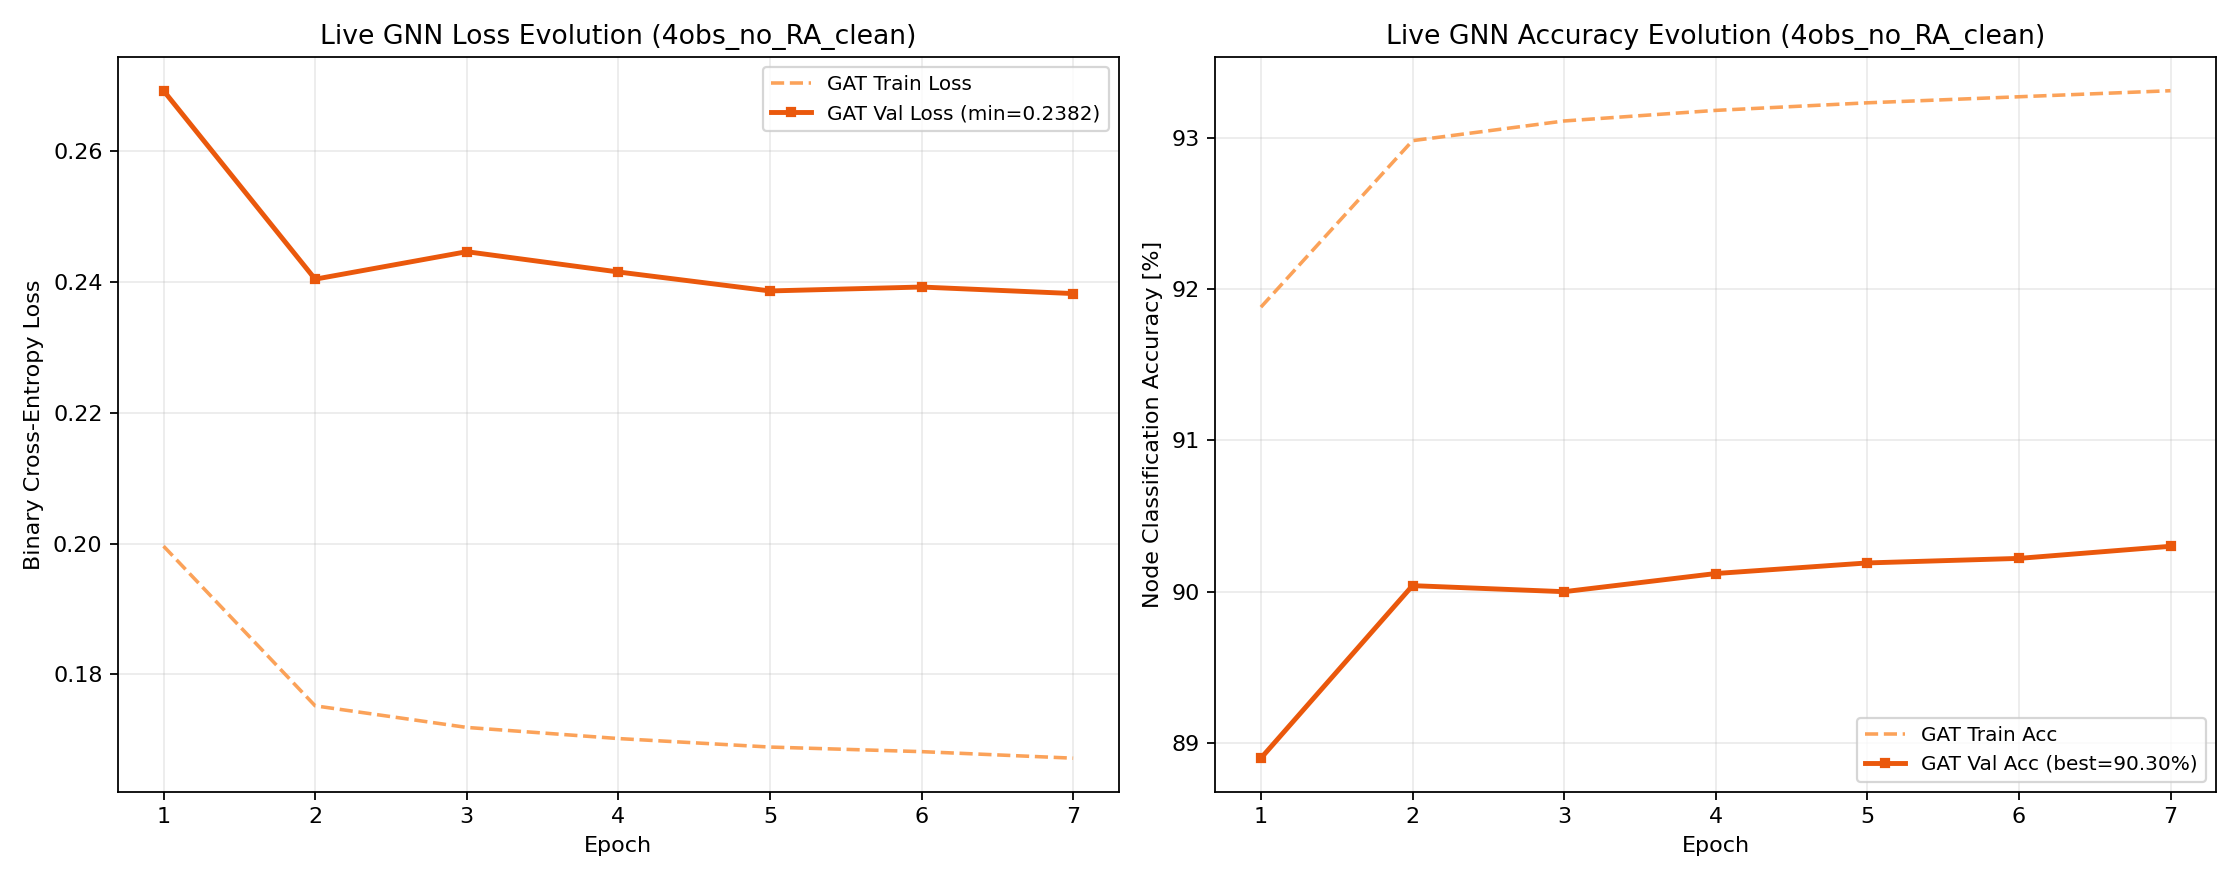 Live GNN Loss Evolution (4obs_no_RA_clean)
GAT Train Loss
GAT Val Loss (min=0.2382)
Binary Cross-Entropy Loss
0.26
0.24
0.22
0.20
0.18
1 2 3 4 5 6 7
Epoch
Live GNN Accuracy Evolution (4obs_no_RA_clean)
Node Classification Accuracy [%]
93
92
91
90
89
GAT Train Acc
GAT Val Acc (best=90.30%)
1 2 3 4 5 6 7
Epoch